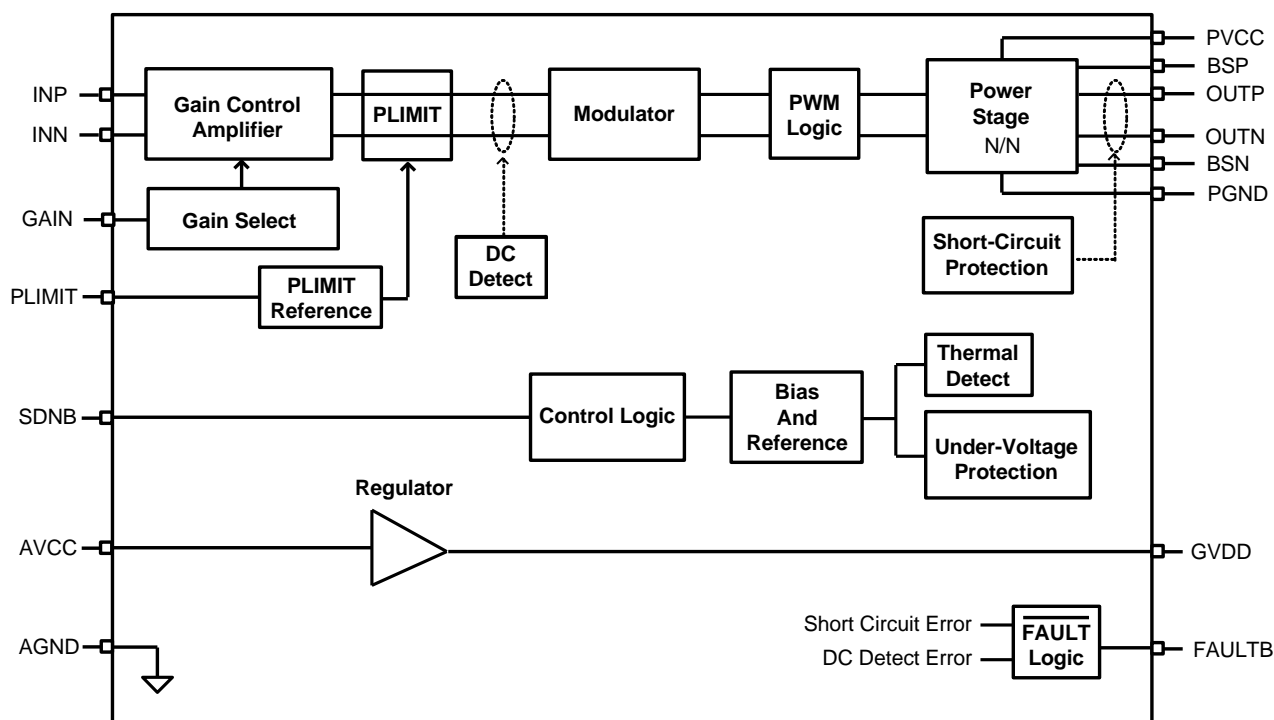 PVCC
BSP
OUTP
OUTN
BSN
PGND
INP
INN
Gain Control
Amplifier
PLIMIT
Modulator
PWM
Logic
Power
Stage
N/N
GAIN
Gain Select
DC
Detect
Short-Circuit
Protection
PLIMIT
PLIMIT
Reference
SDNB
Control Logic
Bias
And
Reference
Thermal
Detect
Under-Voltage
Protection
Regulator
AVCC
GVDD
AGND
Short Circuit Error
DC Detect Error
FAULT
Logic
FAULTB